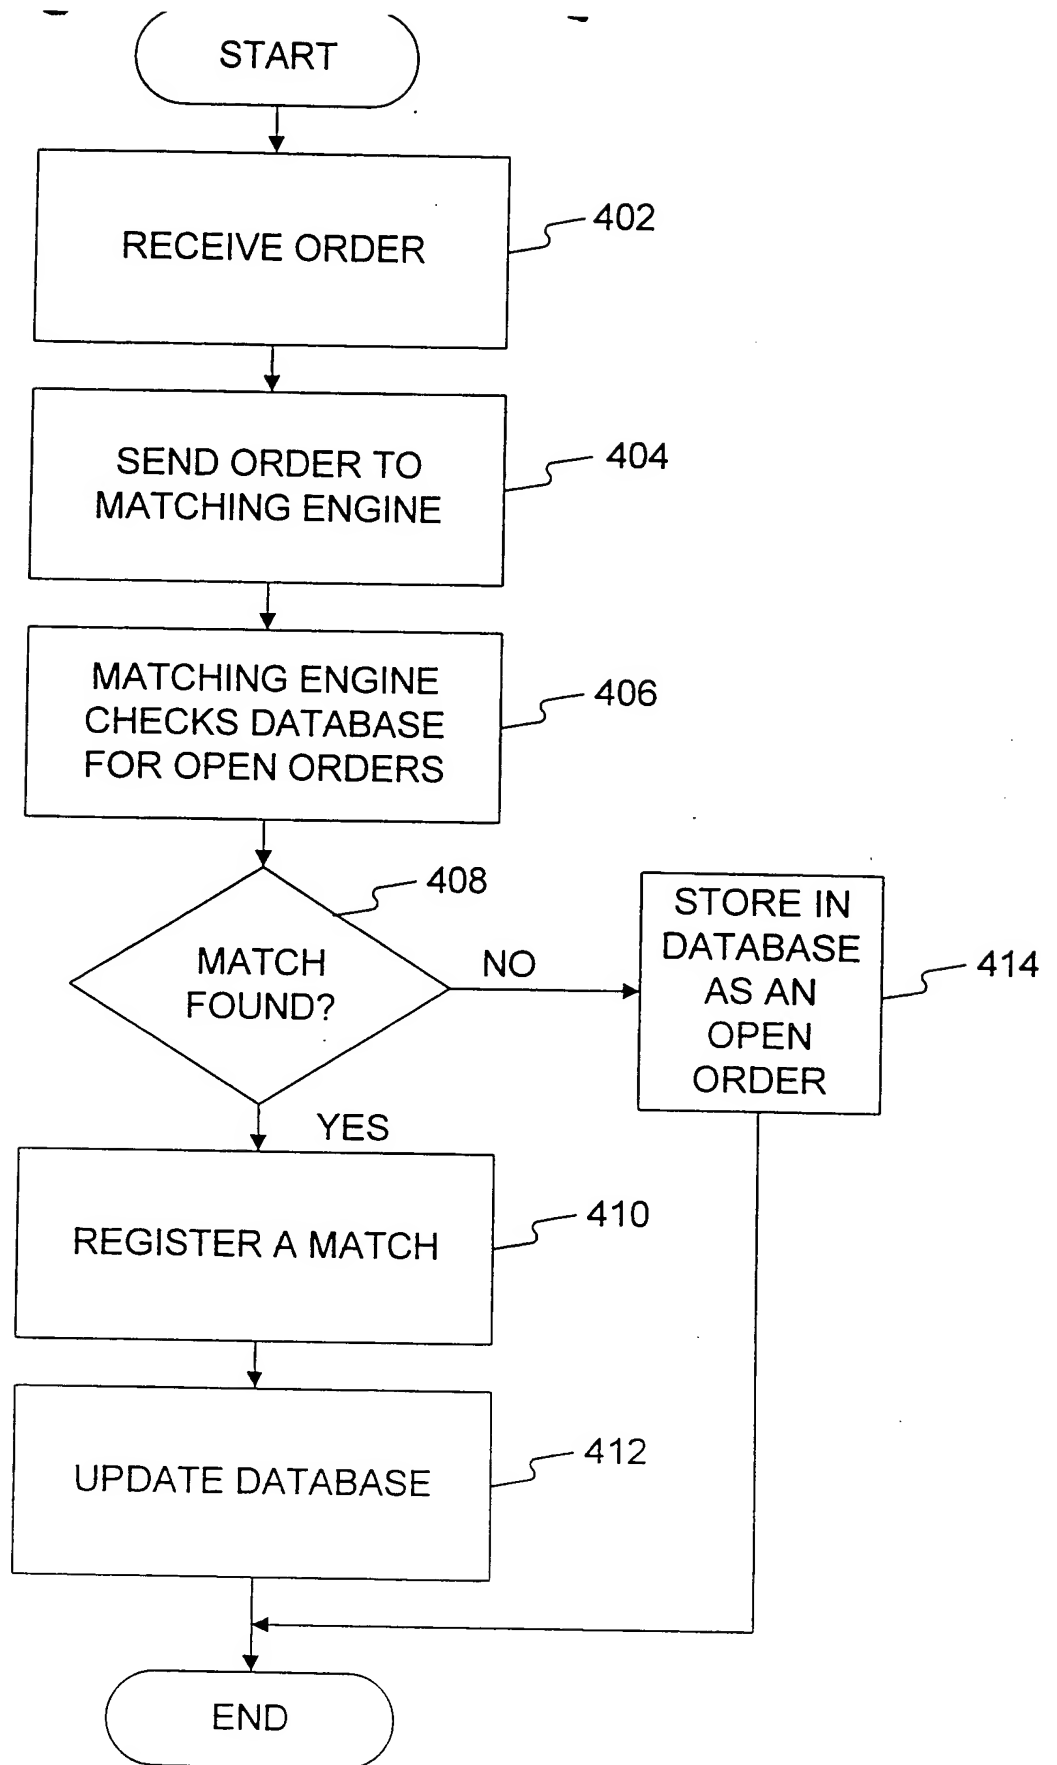 START
RECEIVE ORDER
402
SEND ORDER TO
MATCHING ENGINE
404
MATCHING ENGINE
CHECKS DATABASE
FOR OPEN ORDERS
406
408
MATCH
FOUND?
NO
STORE IN
DATABASE
AS AN
OPEN
ORDER
414
YES
REGISTER A MATCH
410
UPDATE DATABASE
412
END